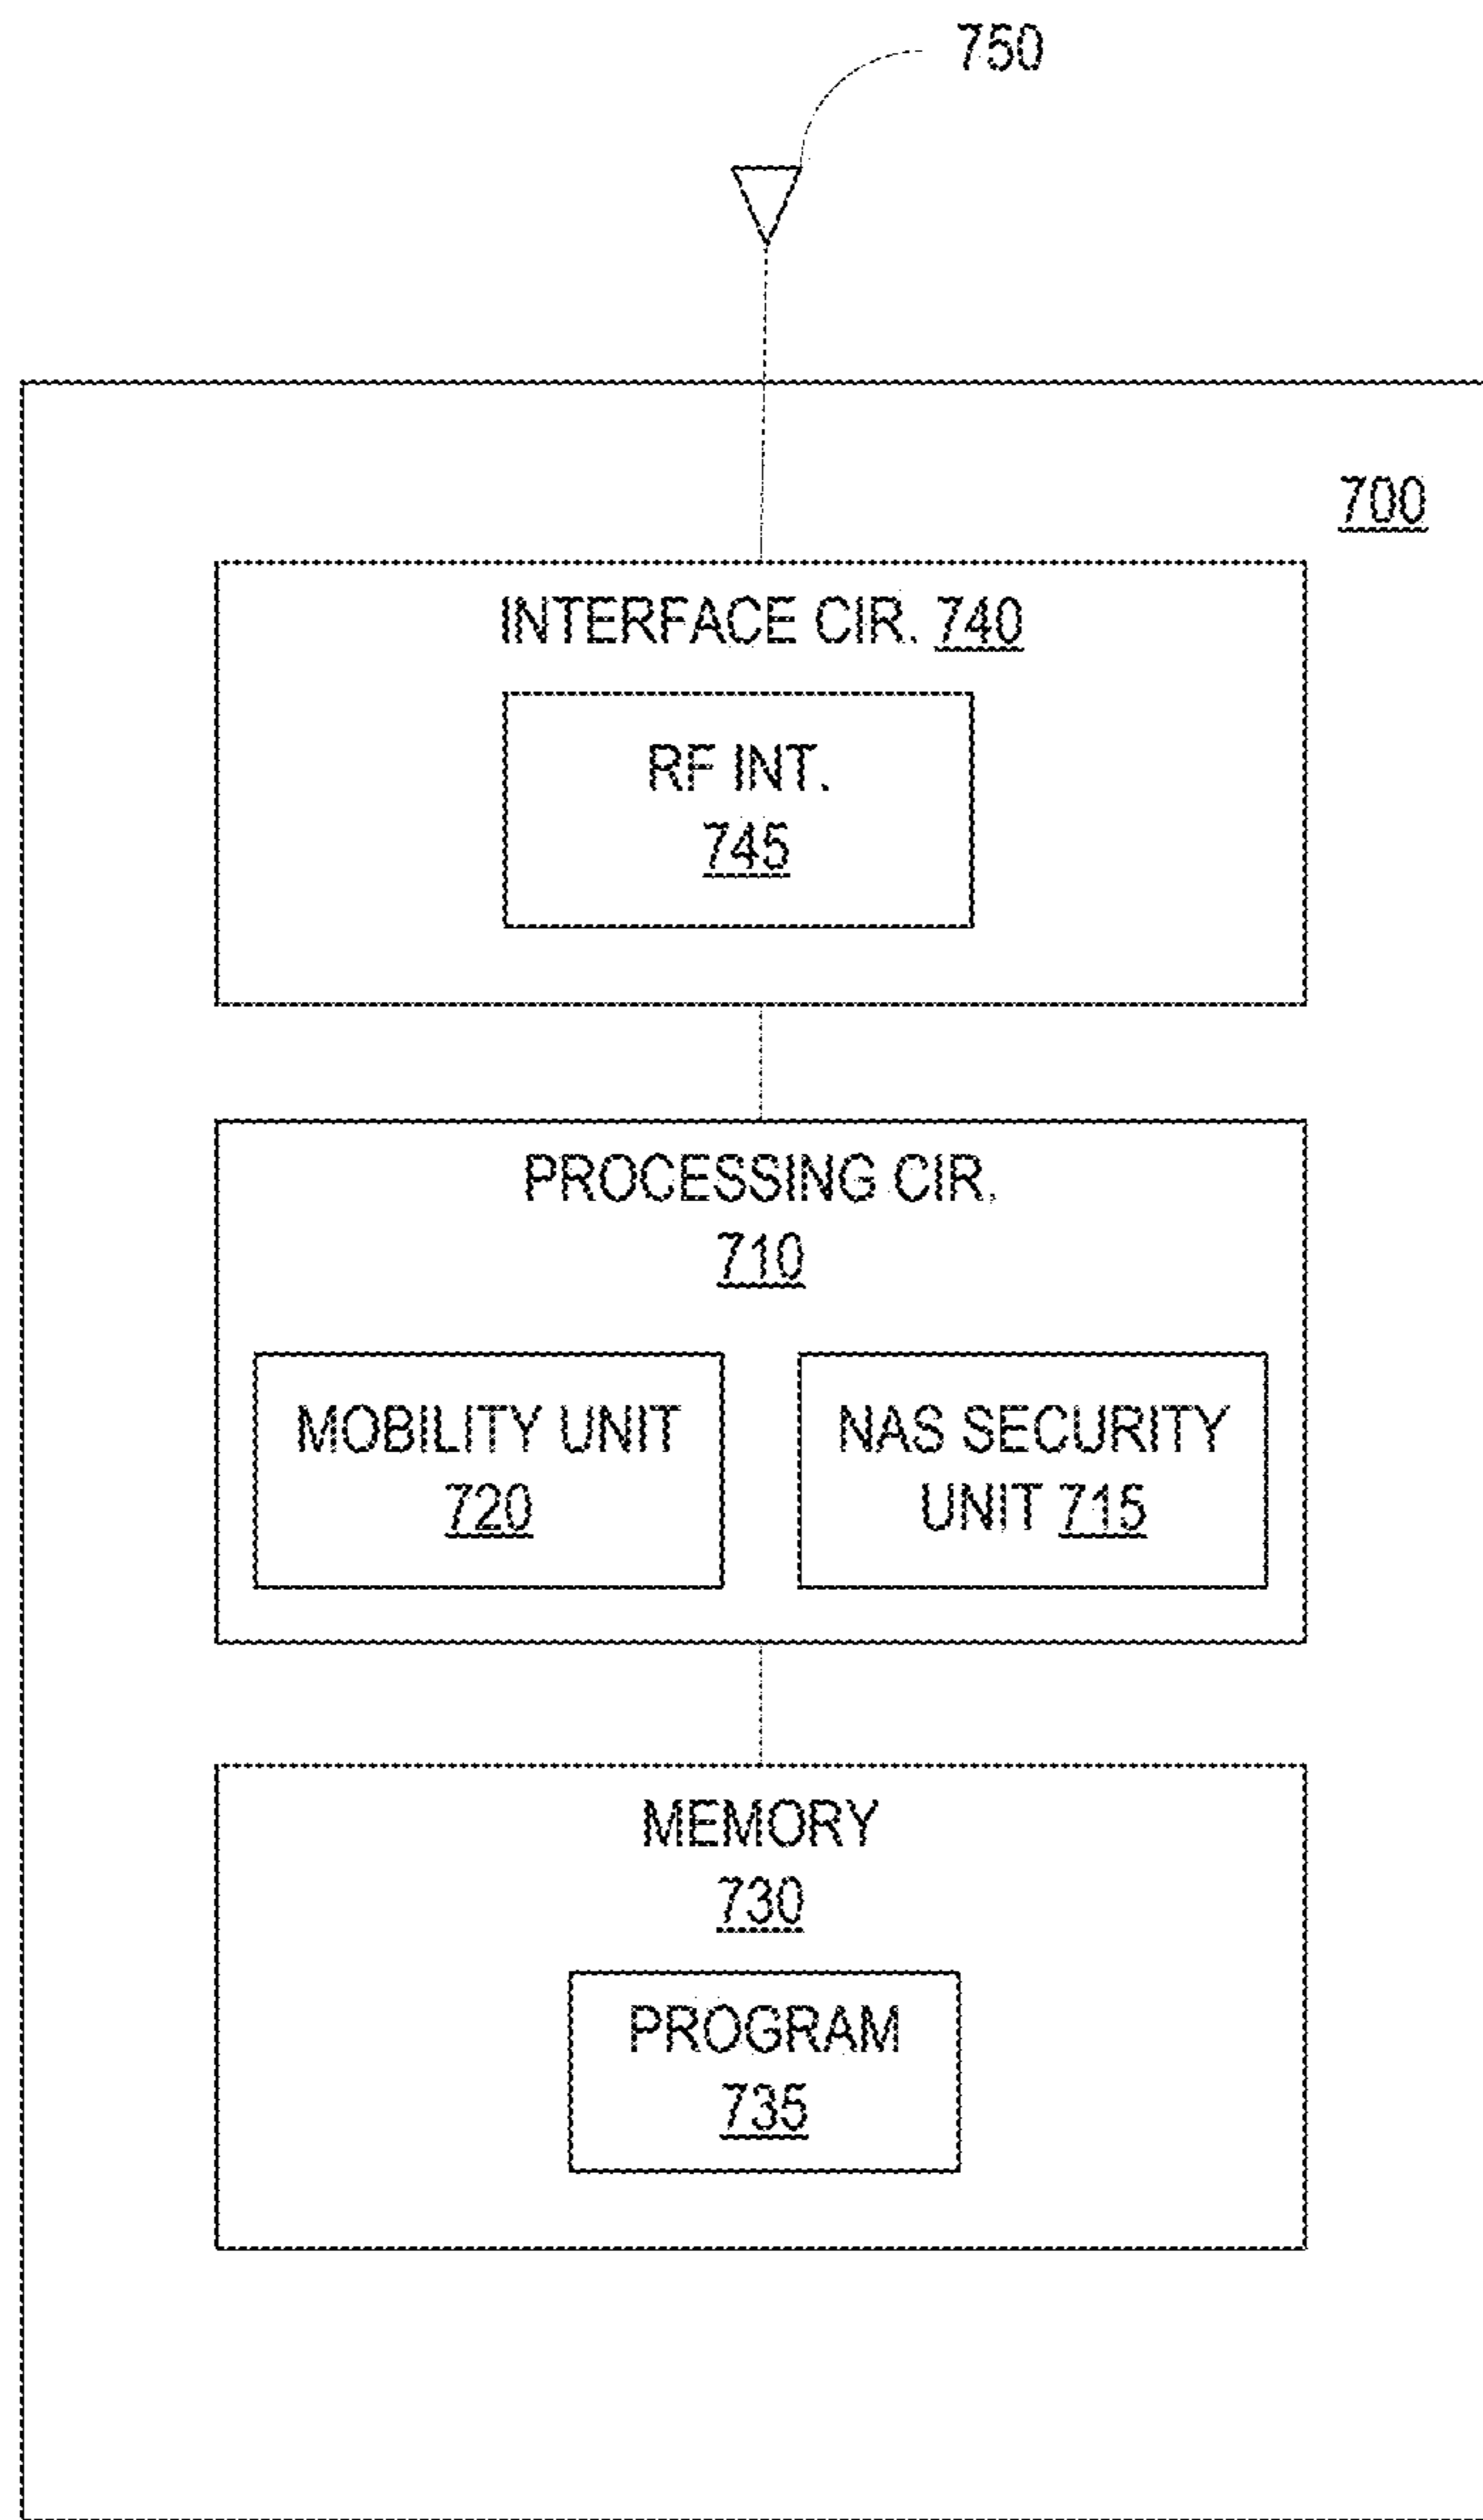 750
700
INTERFACE CIR. 740
RF INT.
745
PROCESSING CIR.
710
MOBILITY UNIT
720
NAS SECURITY
UNIT 715
MEMORY
730
PROGRAM
735